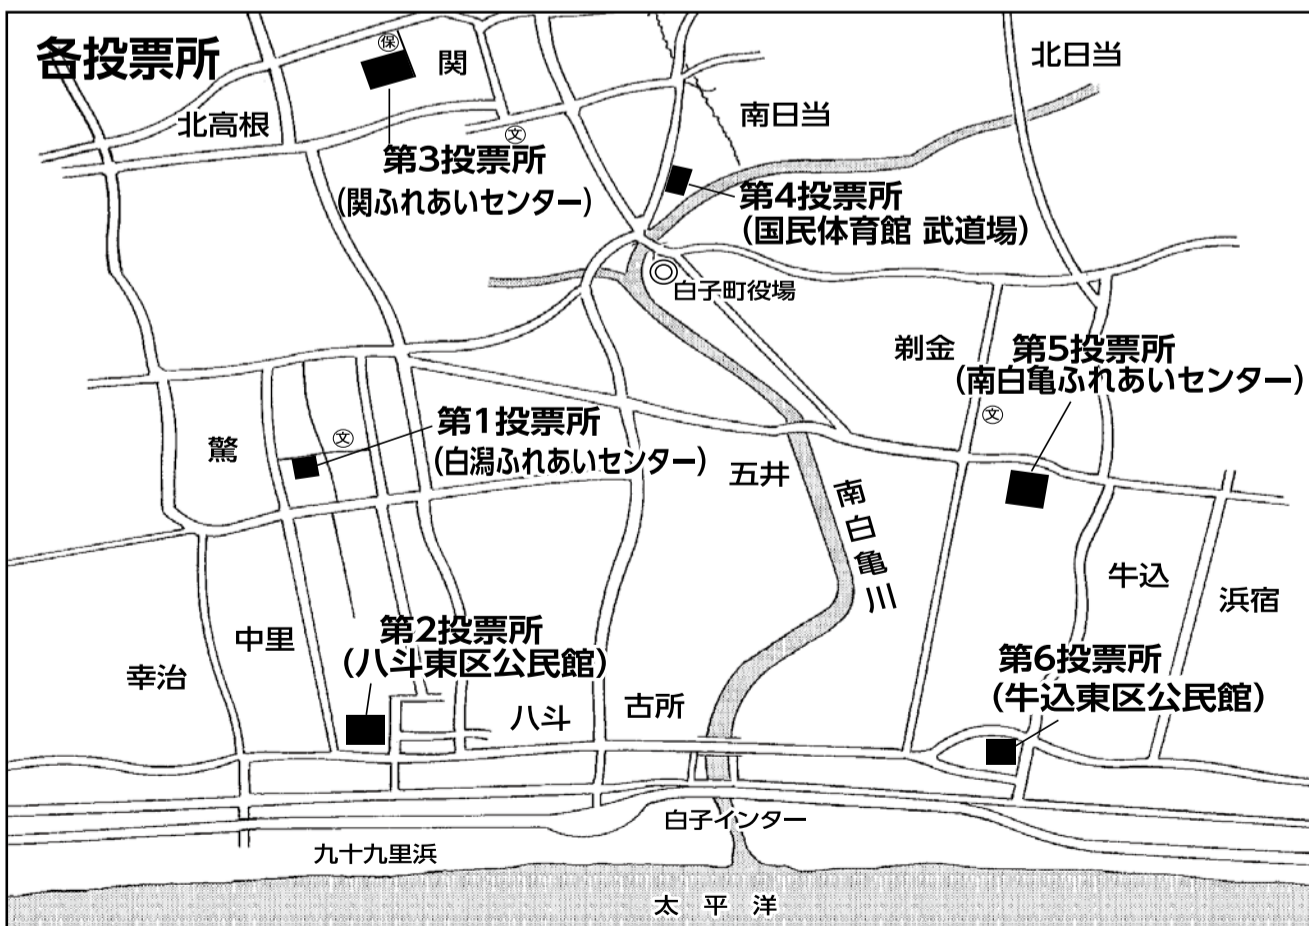 各投票所
保
関
北日当
南日当
北高根
文
第3投票所
(関ふれあいセンター)
第4投票所
(国民体育館 武道場)
白子町役場
剃金
第5投票所
(南白亀ふれあいセンター)
文
第1投票所
(白潟ふれあいセンター)
文
驚
五井
南白亀川
牛込
浜宿
第2投票所
(八斗東区公民館)
中里
幸治
八斗
古所
第6投票所
(牛込東区公民館)
白子インター
九十九里浜
太平洋